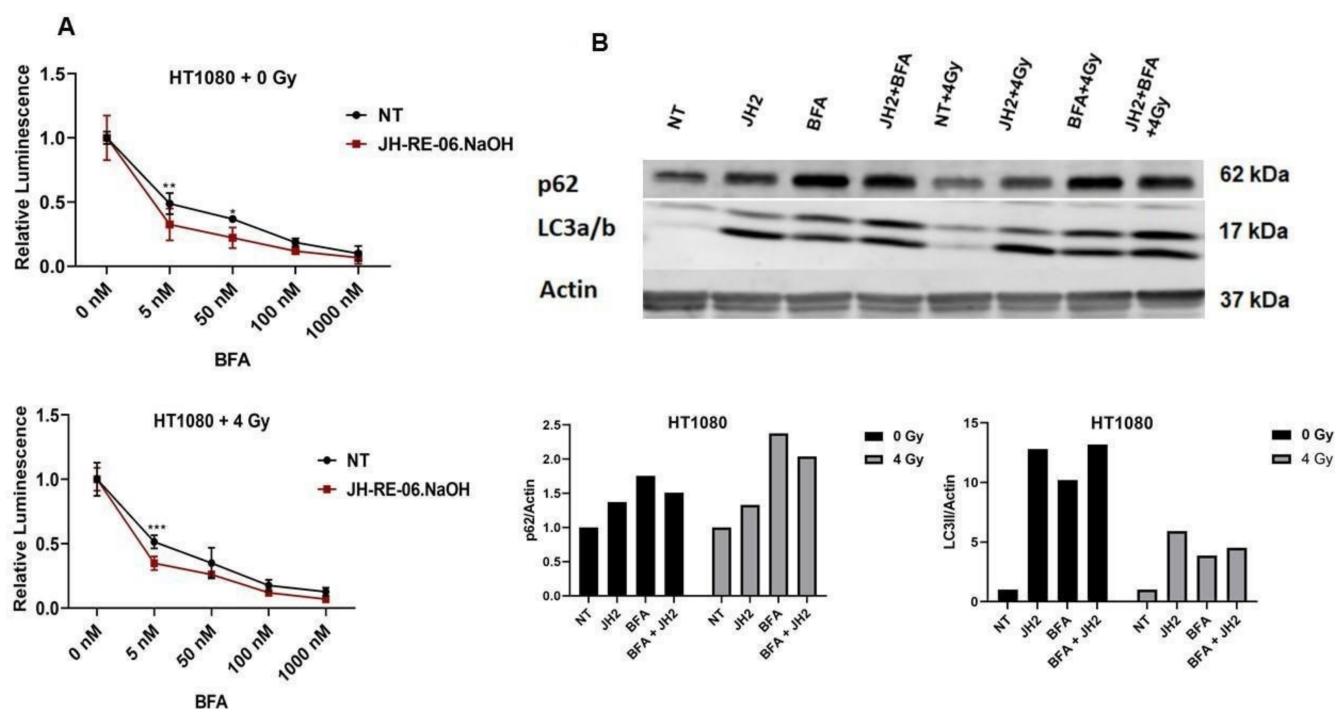 A
HT1080 + 0 Gy
NT
JH-RE-06.NaOH
Relative Luminescence
1.5
1.0
0.5
0.0
0 nM
5 nM
50 nM
100 nM
1000 nM
**
*
BFA
HT1080 + 4 Gy
NT
JH-RE-06.NaOH
Relative Luminescence
1.5
1.0
0.5
0.0
0 nM
5 nM
50 nM
100 nM
1000 nM
***
BFA
B
NT
JH2
BFA
JH2+BFA
NT+4Gy
JH2+4Gy
BFA+4Gy
JH2+BFA
+4Gy
p62
62 kDa
LC3a/b
17 kDa
Actin
37 kDa
HT1080
0 Gy
4 Gy
p62/Actin
2.5
2.0
1.5
1.0
0.5
0.0
NT
JH2
BFA
BFA + JH2
NT
JH2
BFA
BFA + JH2
HT1080
0 Gy
4 Gy
LC3II/Actin
15
10
5
0
NT
JH2
BFA
BFA + JH2
NT
JH2
BFA
BFA + JH2